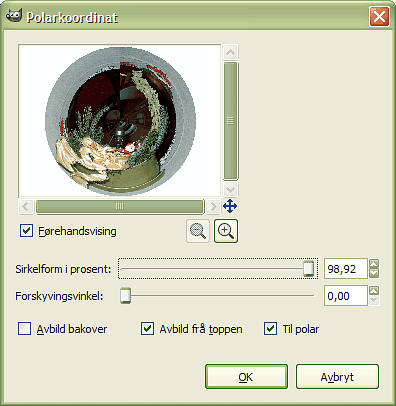 Polarkoordinat
Førehandsvising
Sirkelform i prosent: 98,92
Forskyvingsvinkel: 0,00
Avbild bakover Avbild frå toppen Til polar
OK Avbryt